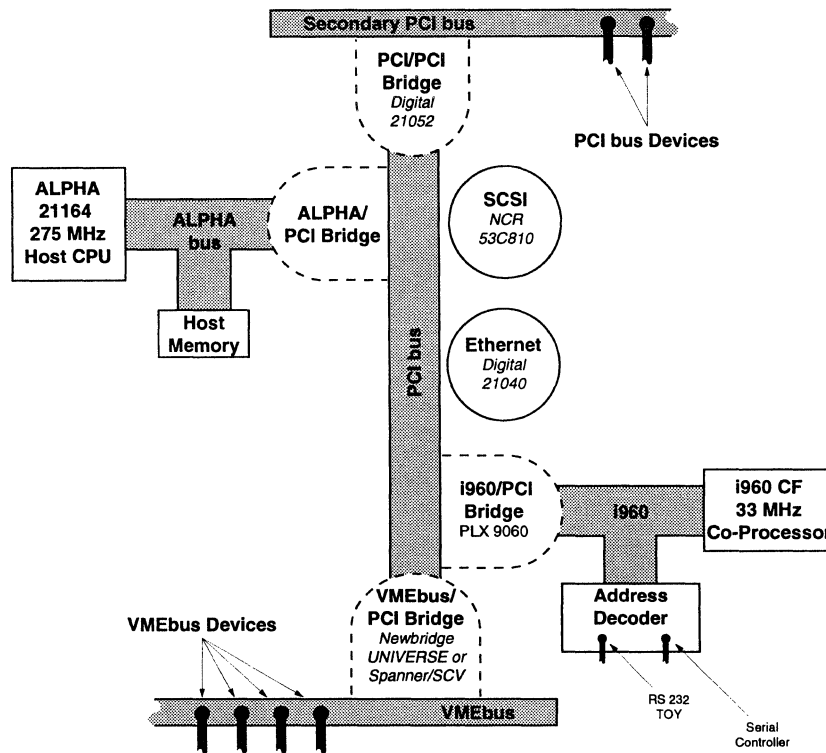 Secondary PCI bus
PCI/PCI
Bridge
Digital
21052
PCI bus Devices
ALPHA
21164
275 MHz
Host CPU
ALPHA
bus
ALPHA/
PCI Bridge
SCSI
NCR
53C810
Host
Memory
PCI bus
Ethernet
Digital
21040
i960/PCI
Bridge
PLX 9060
i960
i960 CF
33 MHz
Co-Processor
Address
Decoder
VMEbus/
PCI Bridge
Newbridge
UNIVERSE or
Spanner/SCV
VMEbus Devices
RS 232
TOY
Serial
Controller
VMEbus